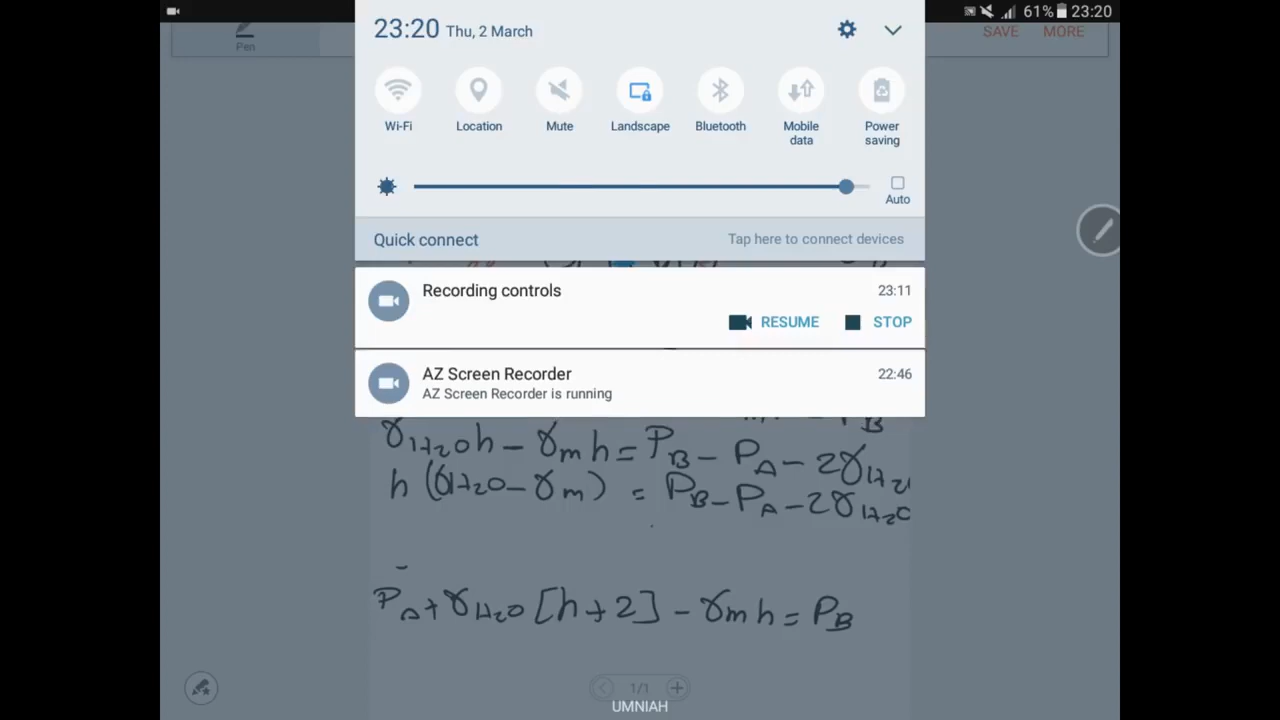 61% 23:20
23:20 Thu, 2 March
Pen
SAVE MORE
Wi-Fi Location Mute Landscape Bluetooth Mobile data Power saving
Auto
Quick connect Tap here to connect devices
Recording controls 23:11
RESUME STOP
AZ Screen Recorder 22:46
AZ Screen Recorder is running
γH2Oh - γmh = PB - PA - 2γH2O
h (γH2O - γm) = PB - PA - 2γH2O
PA + γH2O [h + 2] - γmh = PB
1/1
UMNIAH